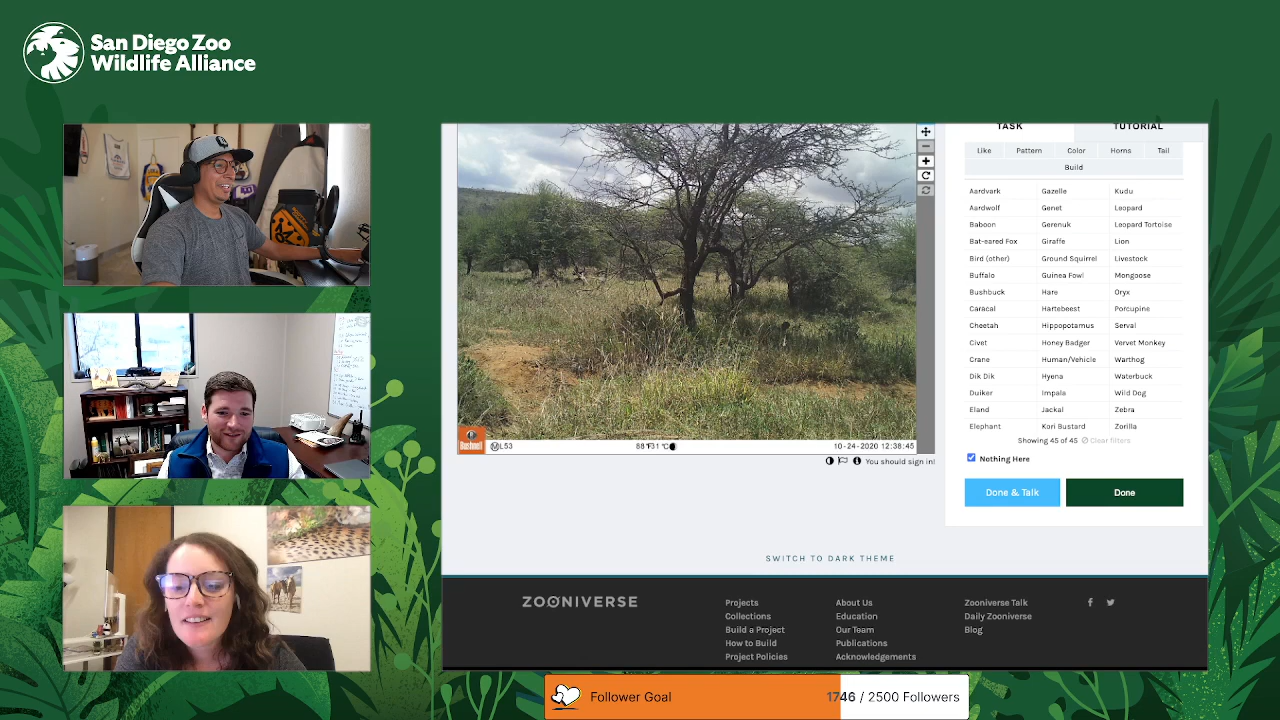 San Diego Zoo
Wildlife Alliance
TASK
TUTORIAL
Like
Pattern
Color
Horns
Tail
Build
Aardvark
Gazelle
Kudu
Aardwolf
Genet
Leopard
Baboon
Gerenuk
Leopard Tortoise
Bat-eared Fox
Giraffe
Lion
Bird (other)
Ground Squirrel
Livestock
Buffalo
Guinea Fowl
Mongoose
Bushbuck
Hare
Oryx
Caracal
Hartebeest
Porcupine
Cheetah
Hippopotamus
Serval
Civet
Honey Badger
Vervet Monkey
Crane
Human/Vehicle
Warthog
Dik Dik
Hyena
Waterbuck
Duiker
Impala
Wild Dog
Eland
Jackal
Zebra
Elephant
Kori Bustard
Zorilla
Showing 45 of 45
Clear filters
Nothing Here
Done & Talk
Done
Bushnell
L53
10-24-2020 12:38:45
You should sign in!
SWITCH TO DARK THEME
ZOONIVERSE
Projects
Collections
Build a Project
How to Build
Project Policies
About Us
Education
Our Team
Publications
Acknowledgements
Zooniverse Talk
Daily Zooniverse
Blog
Follower Goal
1746 / 2500 Followers